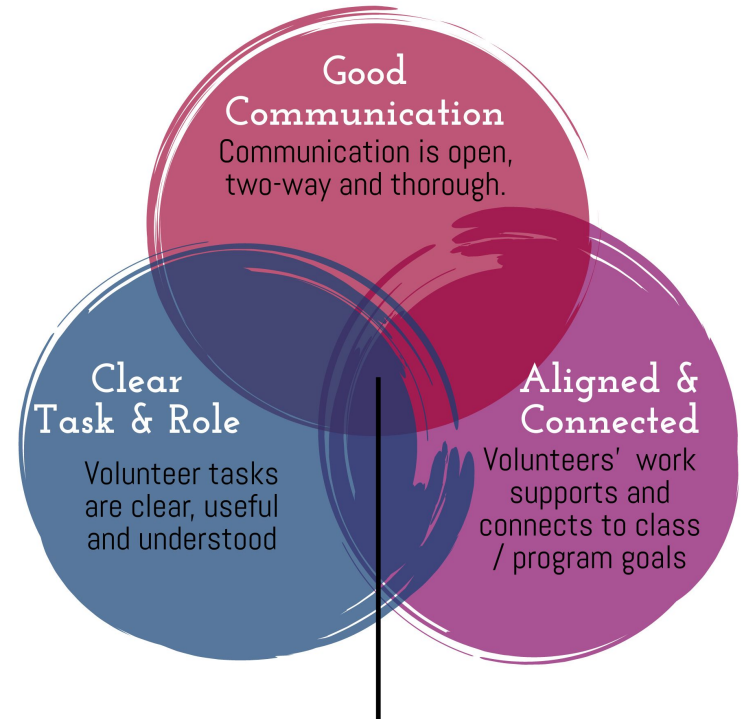 Good
Communication
Communication is open,
two-way and thorough.
Clear
Task & Role
Volunteer tasks
are clear, useful
and understood
Aligned &
Connected
Volunteers' work
supports and
connects to class
/ program goals